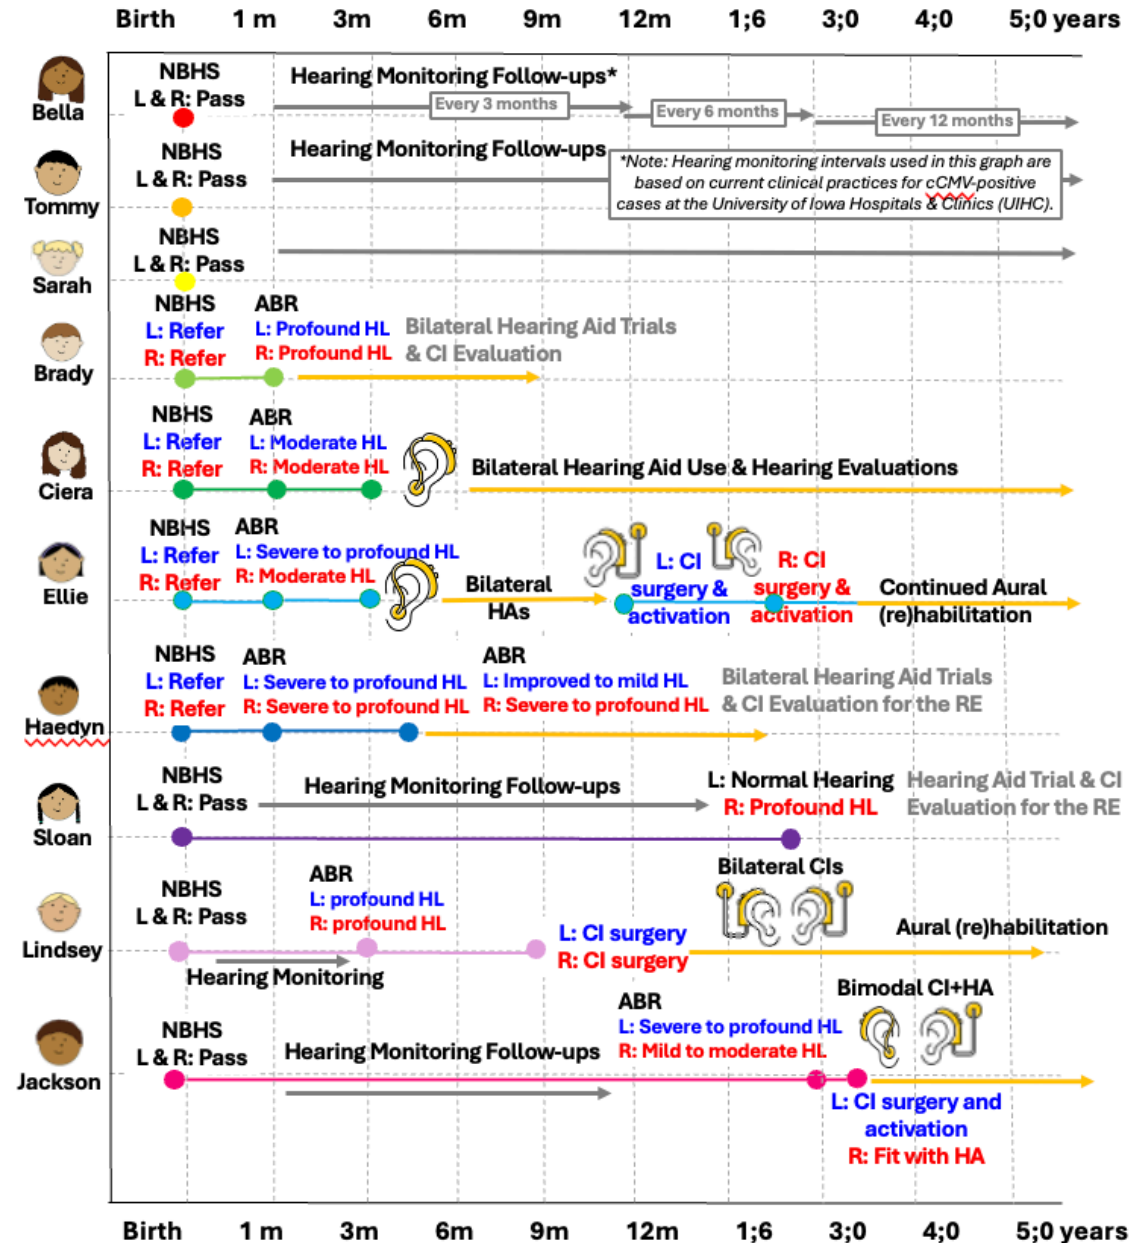 Birth 1 m 3m 6m 9m 12m 1;6 3;0 4;0 5;0 years
Bella
NBHS
L & R: Pass
Hearing Monitoring Follow-ups*
Every 3 months
Every 6 months
Every 12 months
Tommy
NBHS
L & R: Pass
Hearing Monitoring Follow-ups
*Note: Hearing monitoring intervals used in this graph are
based on current clinical practices for cCMV-positive
cases at the University of Iowa Hospitals & Clinics (UIHC).
Sarah
NBHS
L & R: Pass
Brady
NBHS
L: Refer
R: Refer
ABR
L: Profound HL
R: Profound HL
Bilateral Hearing Aid Trials
& CI Evaluation
Ciera
NBHS
L: Refer
R: Refer
ABR
L: Moderate HL
R: Moderate HL
Bilateral Hearing Aid Use & Hearing Evaluations
Ellie
NBHS
L: Refer
R: Refer
ABR
L: Severe to profound HL
R: Moderate HL
Bilateral
HAs
L: CI
surgery &
activation
R: CI
surgery &
activation
Continued Aural
(re)habilitation
Haedyn
NBHS
L: Refer
R: Refer
ABR
L: Severe to profound HL
R: Severe to profound HL
ABR
L: Improved to mild HL
R: Severe to profound HL
Bilateral Hearing Aid Trials
& CI Evaluation for the RE
Sloan
NBHS
L & R: Pass
Hearing Monitoring Follow-ups
L: Normal Hearing
R: Profound HL
Hearing Aid Trial & CI
Evaluation for the RE
Lindsey
NBHS
L & R: Pass
Hearing Monitoring
ABR
L: profound HL
R: profound HL
L: CI surgery
R: CI surgery
Bilateral CIs
Aural (re)habilitation
Jackson
NBHS
L & R: Pass
Hearing Monitoring Follow-ups
ABR
L: Severe to profound HL
R: Mild to moderate HL
Bimodal CI+HA
L: CI surgery and
activation
R: Fit with HA
Birth 1 m 3m 6m 9m 12m 1;6 3;0 4;0 5;0 years